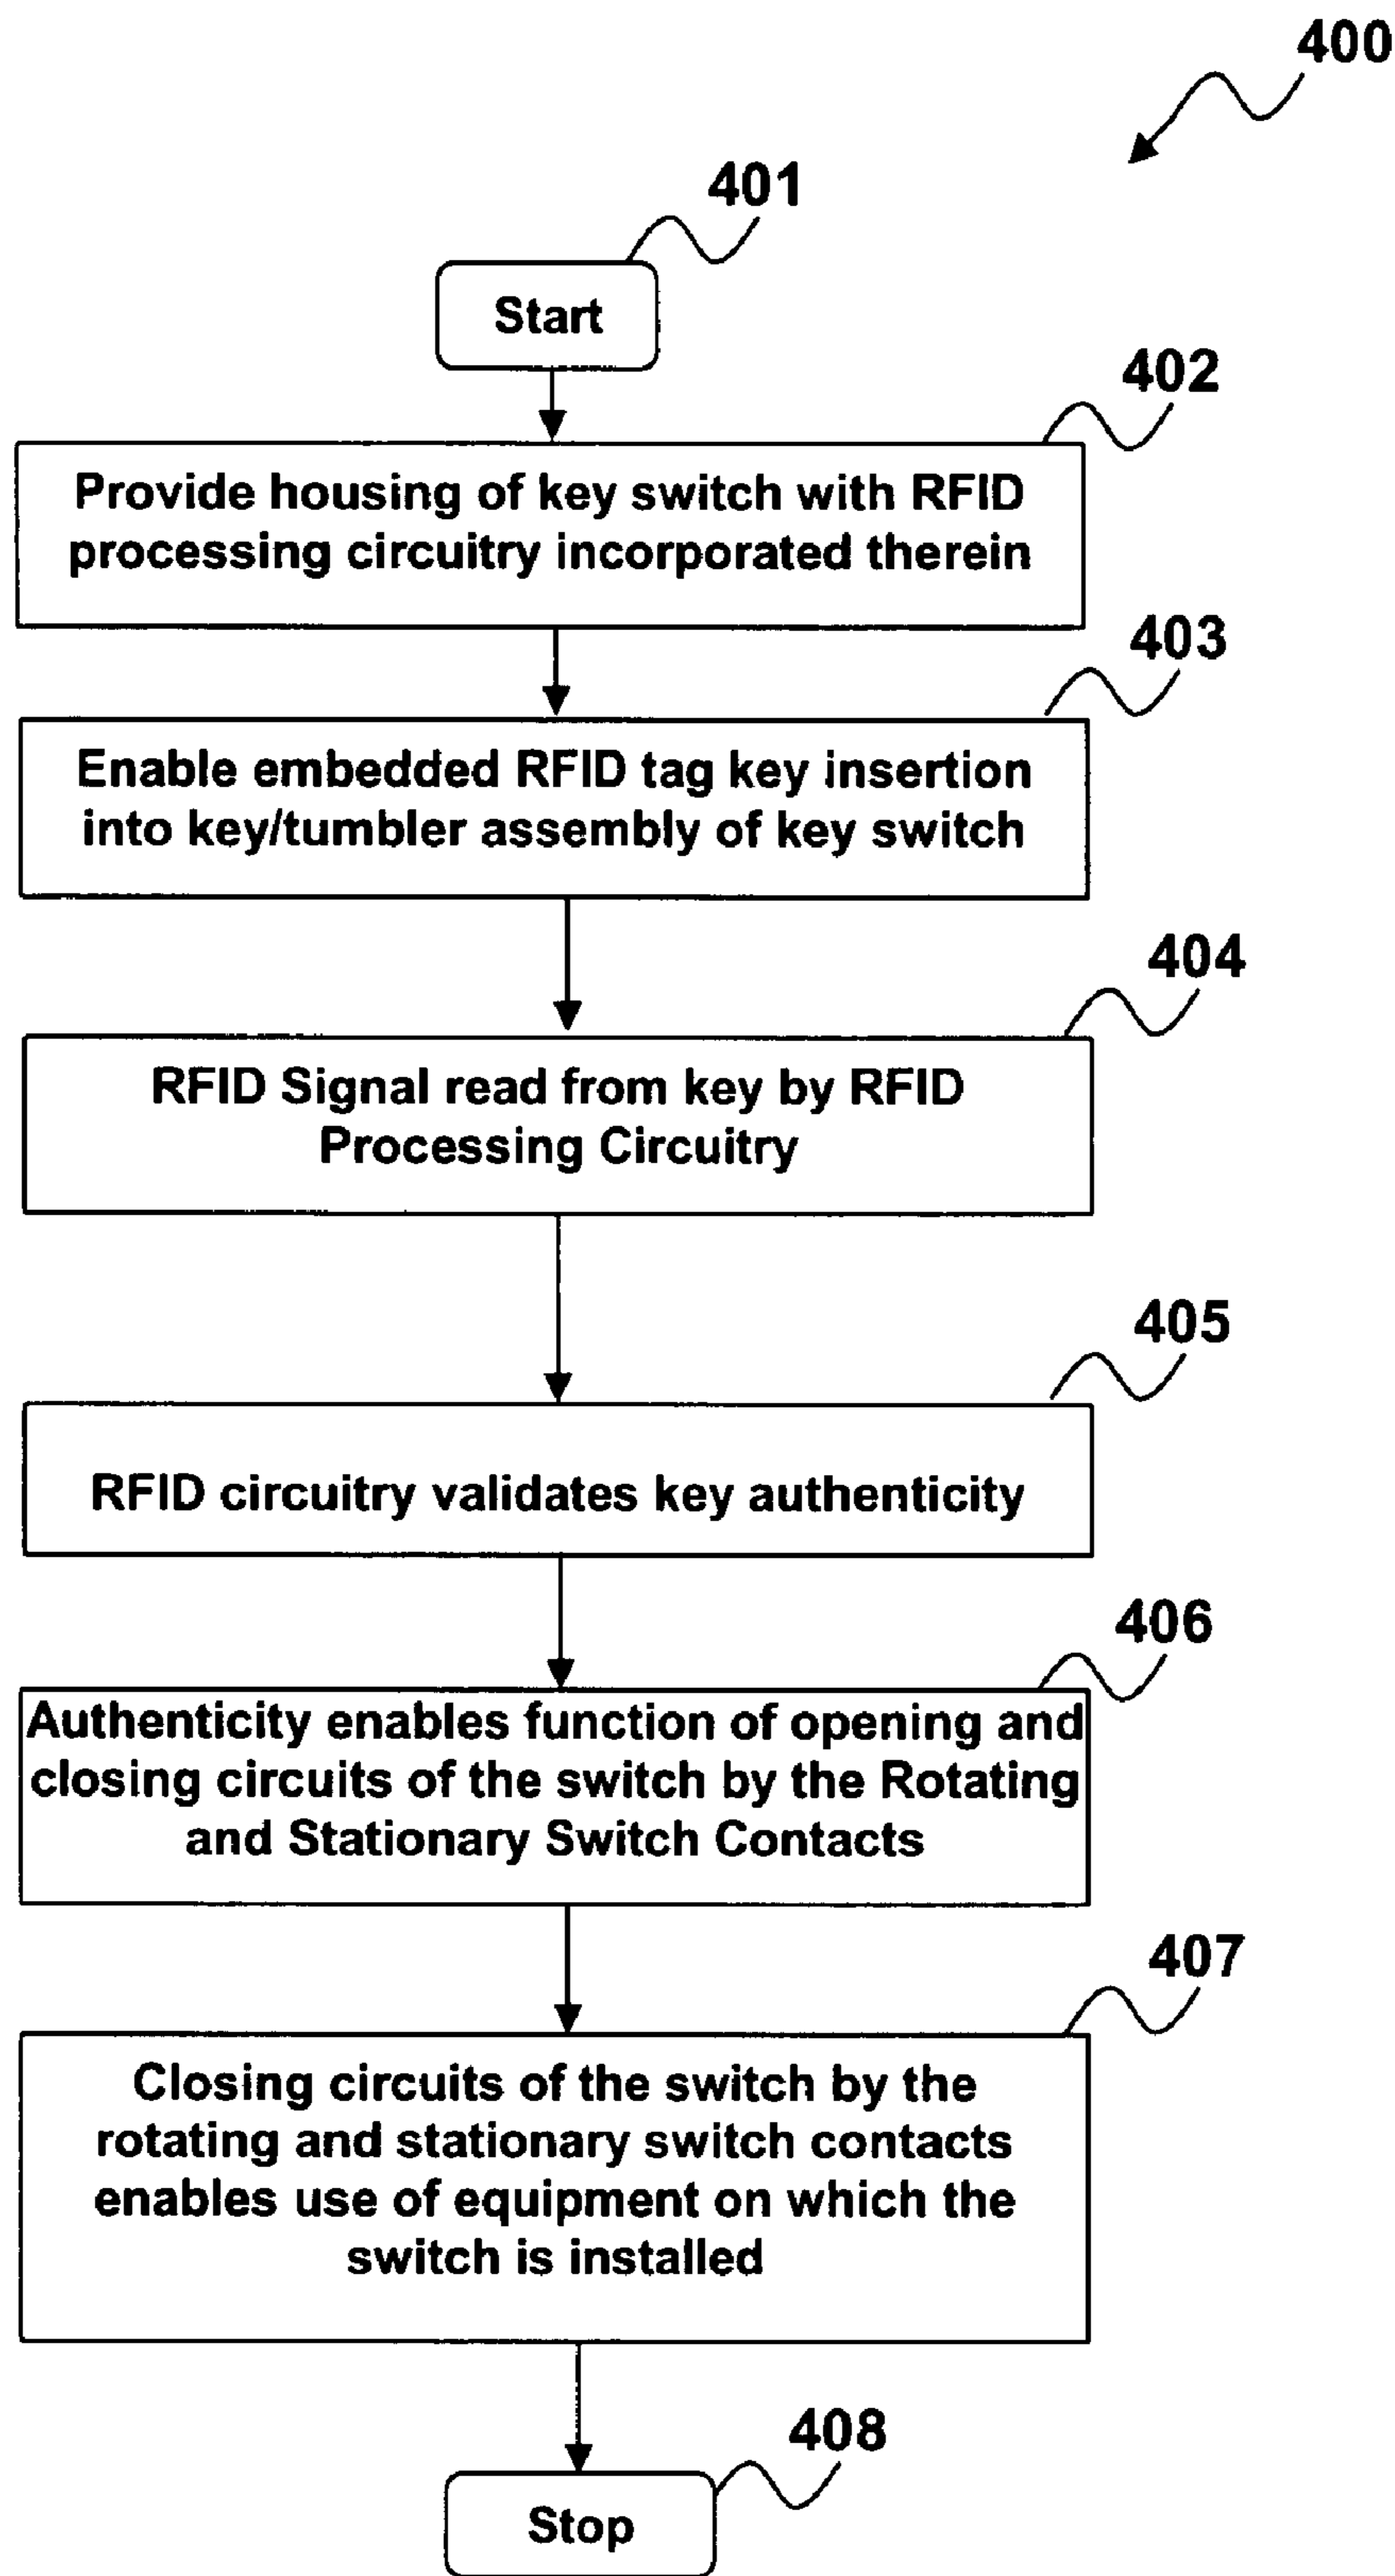 400
401
Start
402
Provide housing of key switch with RFID
processing circuitry incorporated therein
403
Enable embedded RFID tag key insertion
into key/tumbler assembly of key switch
404
RFID Signal read from key by RFID
Processing Circuitry
405
RFID circuitry validates key authenticity
406
Authenticity enables function of opening and
closing circuits of the switch by the Rotating
and Stationary Switch Contacts
407
Closing circuits of the switch by the
rotating and stationary switch contacts
enables use of equipment on which the
switch is installed
408
Stop